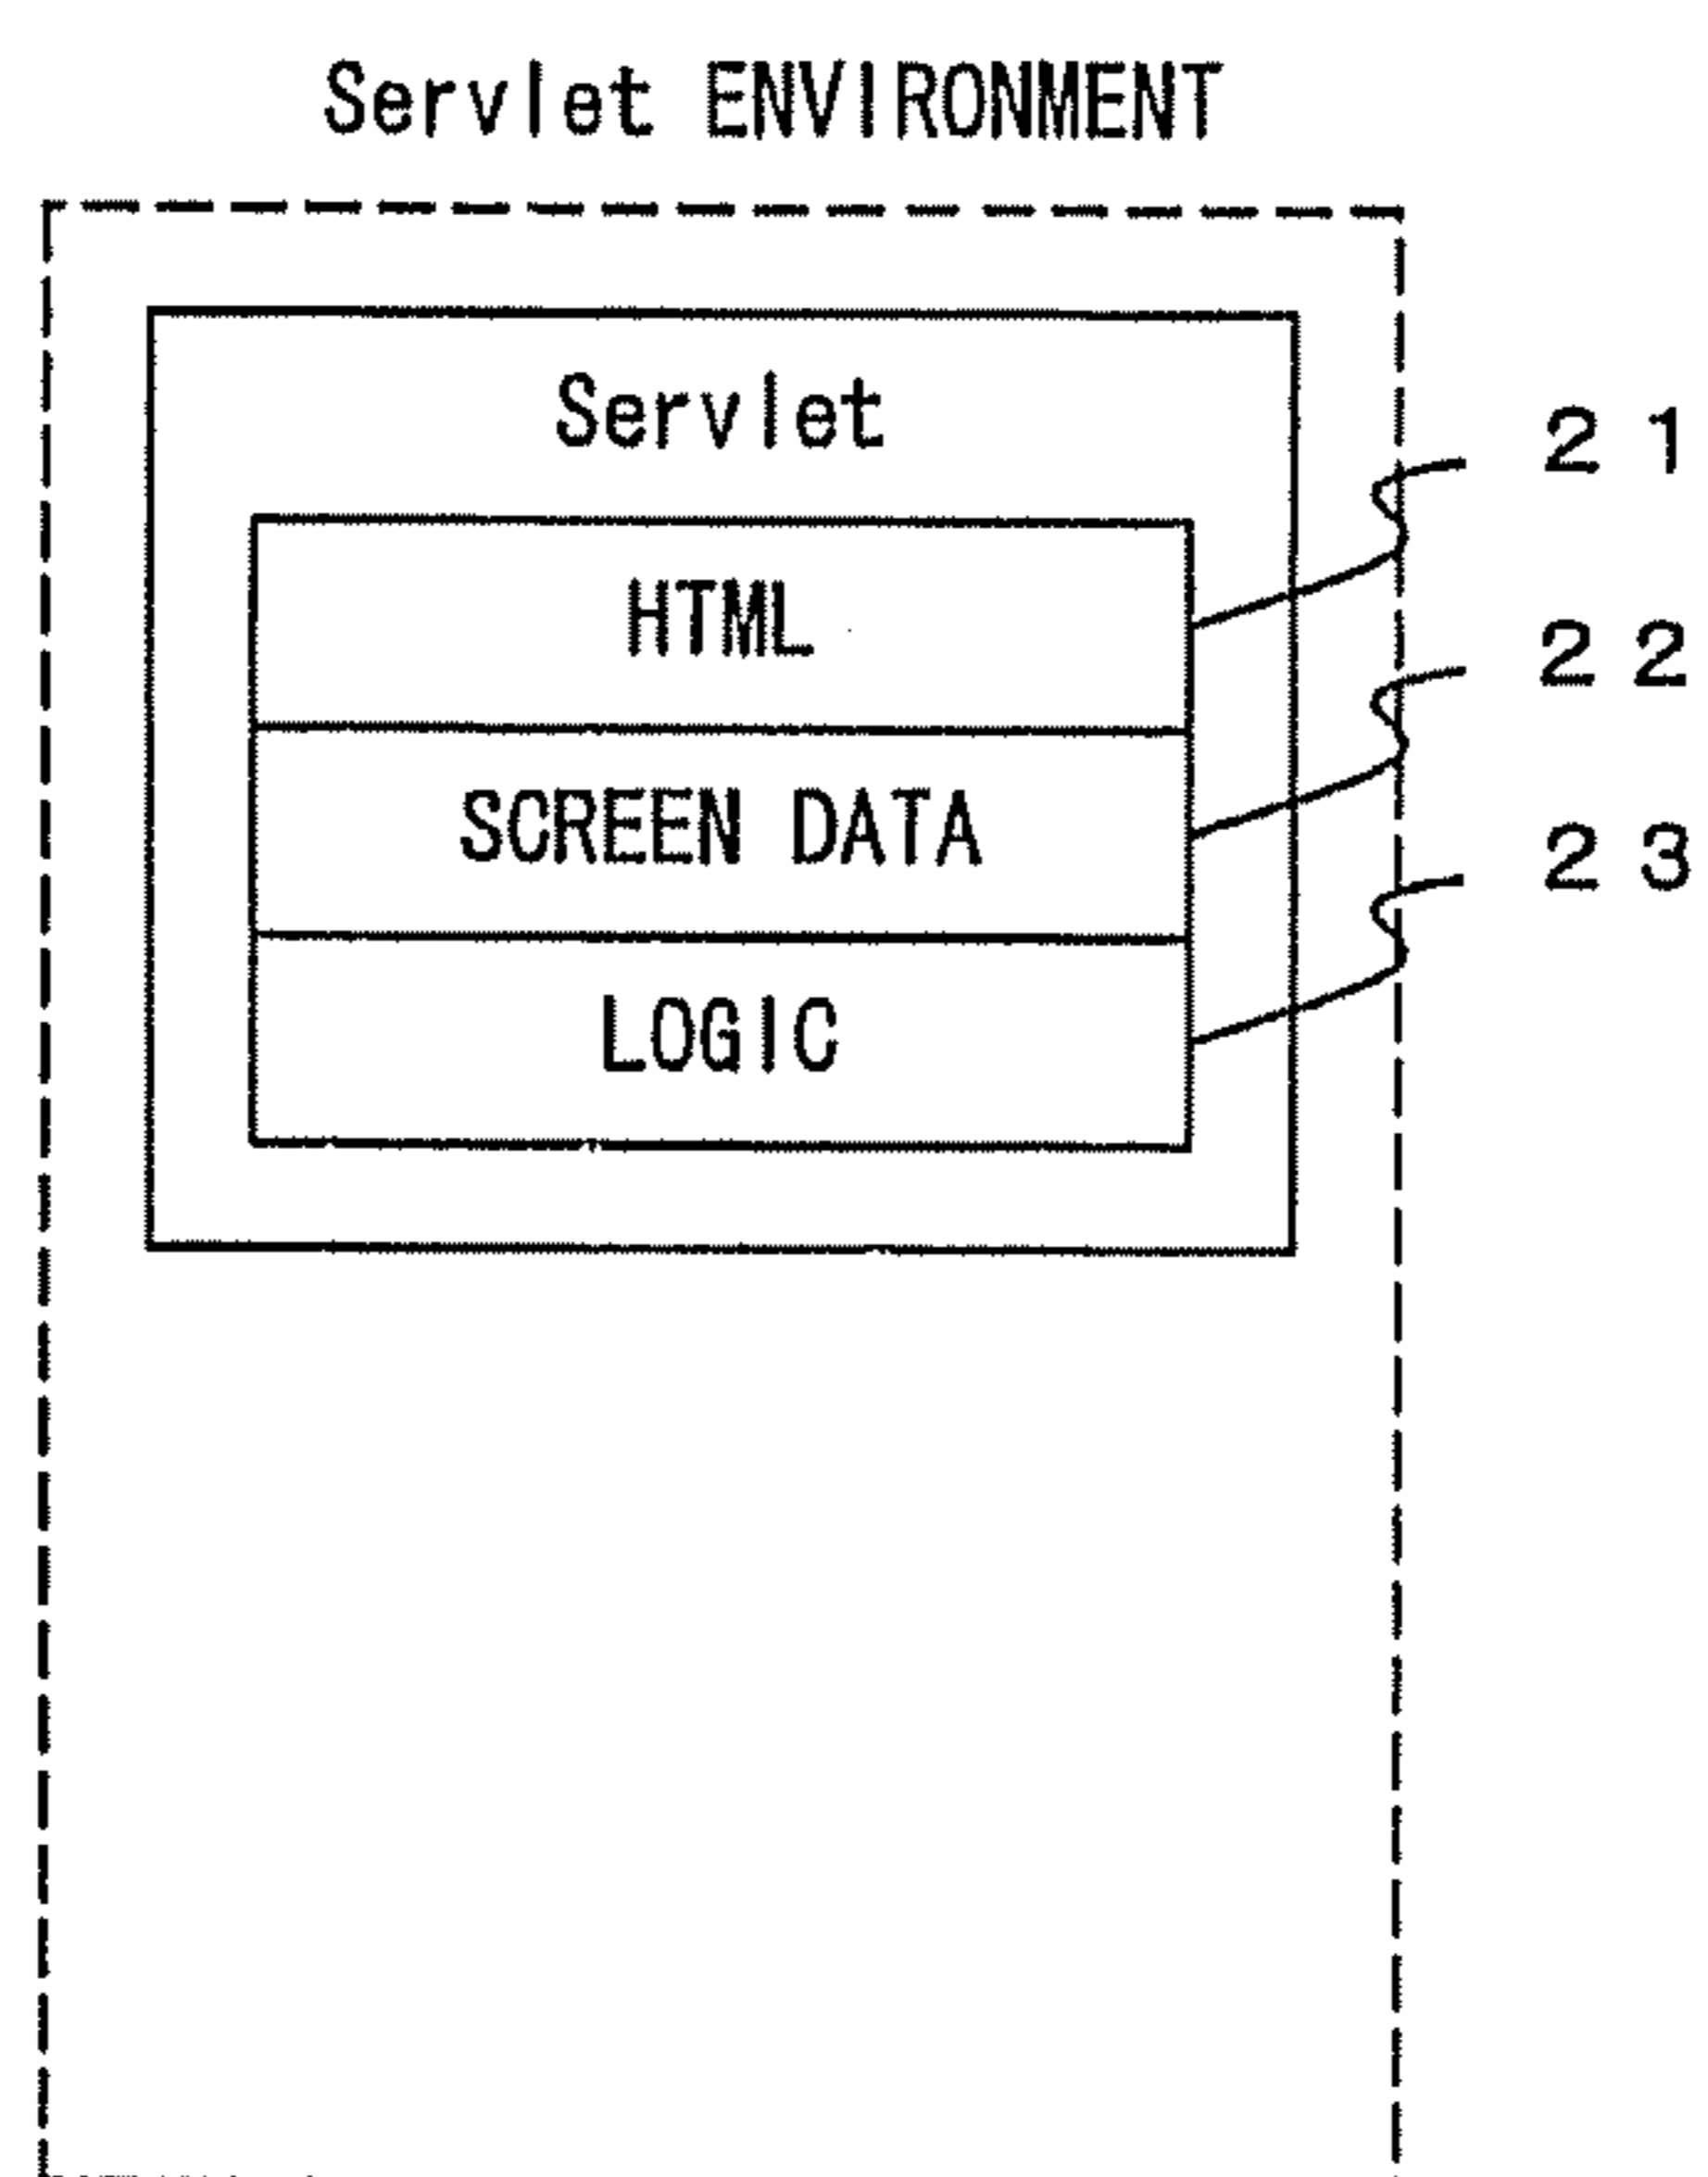 Servlet ENVIRONMENT
Servlet
21
HTML
22
SCREEN DATA
23
LOGIC